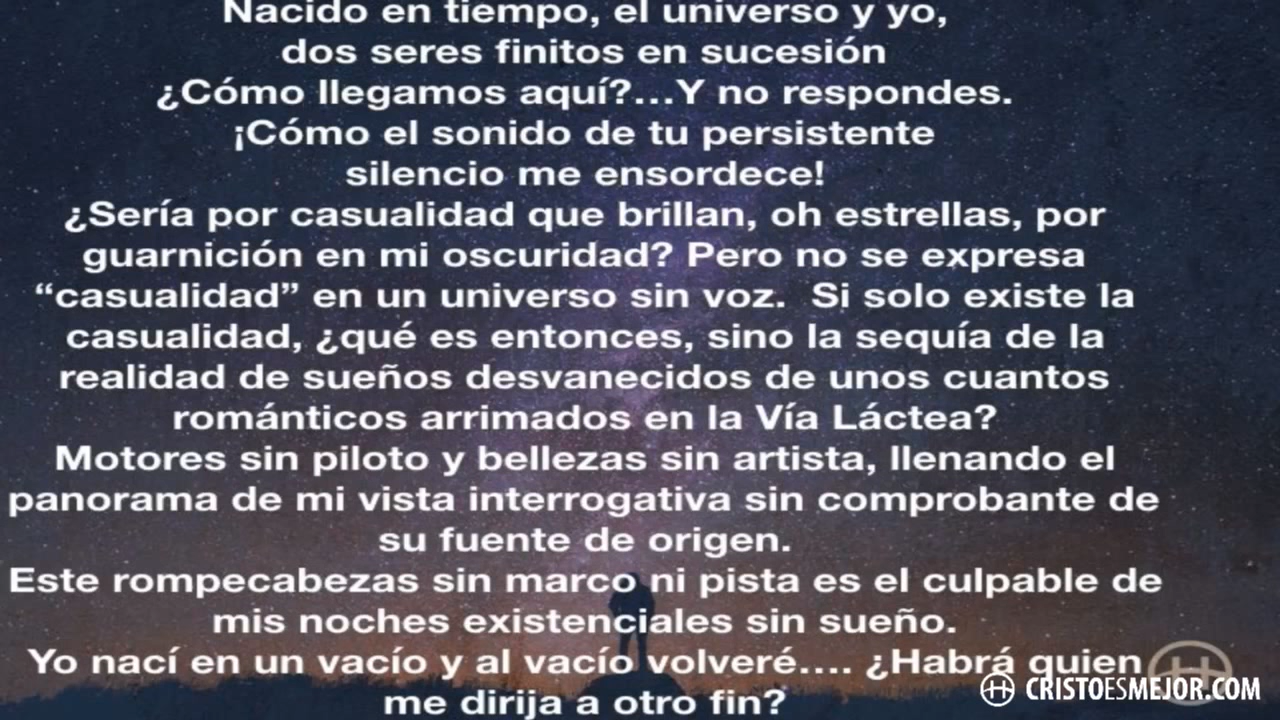 Nacido en tiempo, el universo y yo,
dos seres finitos en sucesión
¿Cómo llegamos aquí?...Y no respondes.
¡Cómo el sonido de tu persistente
silencio me ensordece!
¿Sería por casualidad que brillan, oh estrellas, por
guarnición en mi oscuridad? Pero no se expresa
“casualidad” en un universo sin voz.  Si solo existe la
casualidad, ¿qué es entonces, sino la sequía de la
realidad de sueños desvanecidos de unos cuantos
románticos arrimados en la Vía Láctea?
Motores sin piloto y bellezas sin artista, llenando el
panorama de mi vista interrogativa sin comprobante de
su fuente de origen.
Este rompecabezas sin marco ni pista es el culpable de
mis noches existenciales sin sueño.
Yo nací en un vacío y al vacío volveré.... ¿Habrá quien
me dirija a otro fin?
CRISTOESMEJOR.COM